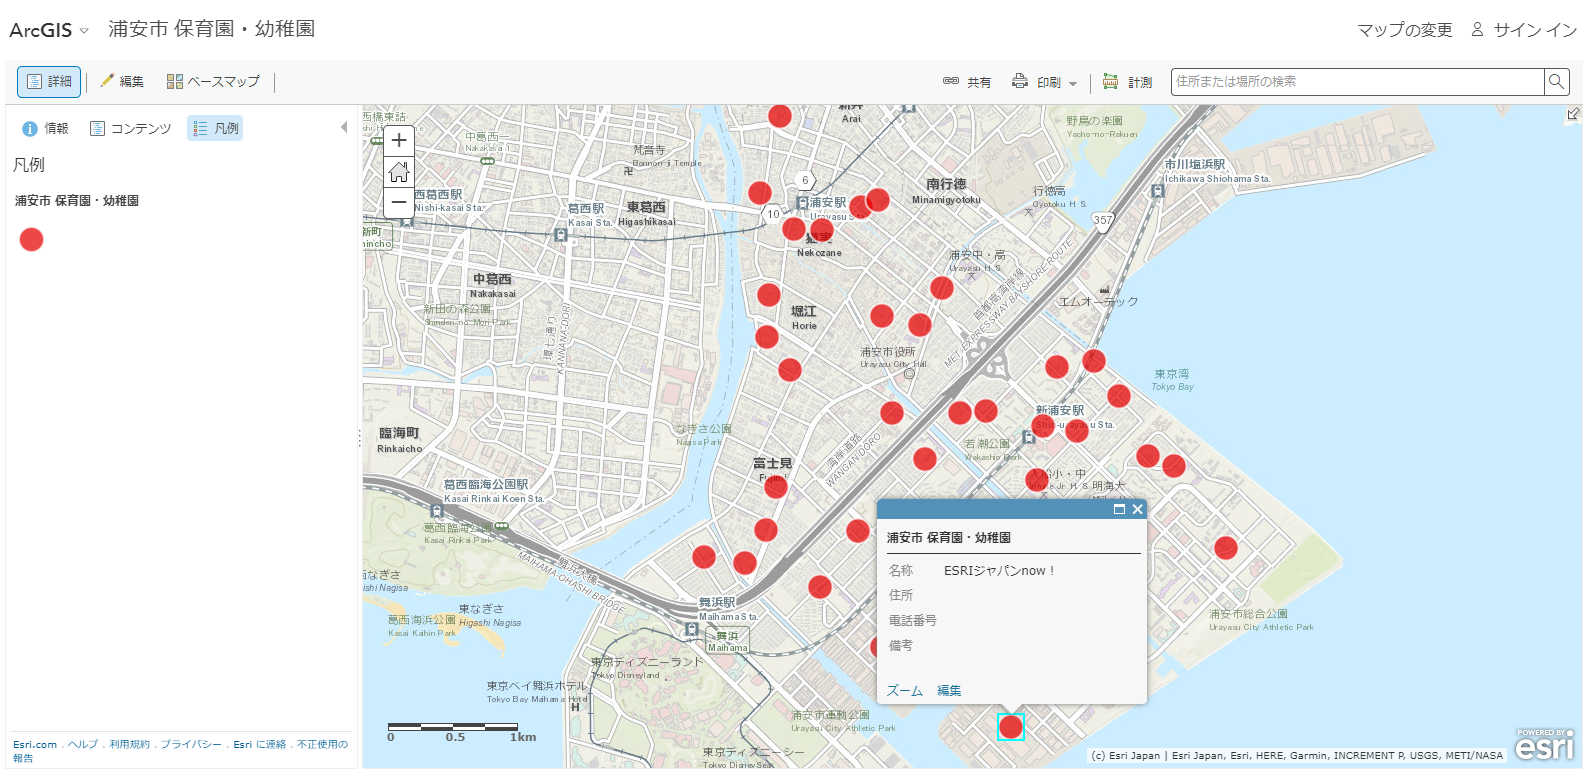 ArcGIS 浦安市 保育園・幼稚園
マップの変更 サイン イン
詳細 編集 ベースマップ
共有 印刷 計測 住所または場所の検索
情報 コンテンツ 凡例
凡例
浦安市 保育園・幼稚園
Esri.com . ヘルプ . 利用規約 . プライバシー . Esri に連絡 . 不正使用の
報告
Arai
野鳥の楽園
Yacho-no-Rakuen
中葛西一
Nakakasai 1
梵音寺
Bonnon-ji Temple
市川塩浜駅
Ichikawa Shiohama Sta.
西葛西駅
Nishi-kasai Sta.
葛西駅
Kasai Sta.
東葛西
Higashikasai
6
10
浦安駅
Urayasu Sta.
南行徳
Minamigyotoku
行徳高
Gyotoku H. S.
357
猫実
Nekozane
浦安中・高
Urayasu H. S.
首都高湾岸線
MET. EXPRESSWAY BAYSHORE ROUTE
エムオーテック
中葛西
Nakakasai
新田の森公園
Shinden-no-Mori Park
環七通り
KANNANA-DORI
堀江
Horie
浦安市役所
Urayasu City Hall
東京湾
Tokyo Bay
新浦安駅
Shin-urayasu Sta.
なぎさ公園
Nagisa Park
臨海町
Rinkaicho
湾岸道路
WANGAN-DORO
若潮公園
Wakashio Park
富士見
Fujimi
入船小・中
明海大
葛西臨海公園駅
Kasai Rinkai Koen Sta.
葛西臨海公園
Kasai Rinkai Park
舞浜大橋
MAIHAMA-OHASHI BRIDGE
東なぎさ
Higashi Nagisa
葛西海浜公園
Kasai Kaihin Park
舞浜駅
Maihama Sta.
舞浜
Maihama
東京ディズニーランド
Tokyo Disneyland
東京ベイ舞浜ホテル
Tokyo Bay Maihama Hotel
浦安市運動公園
Urayasu City Athletic Park
東京ディズニーシー
Tokyo DisneySea
浦安市総合公園
Urayasu City Athletic Park
浦安市 保育園・幼稚園
名称 ESRIジャパンnow！
住所
電話番号
備考
ズーム 編集
0 0.5 1km
(c) Esri Japan | Esri Japan, Esri, HERE, Garmin, INCREMENT P, USGS, METI/NASA
POWERED BY
esri